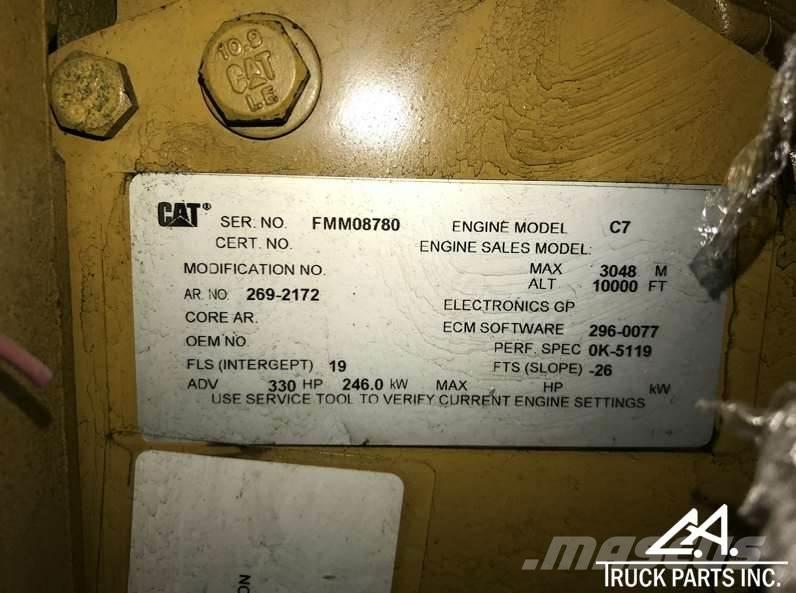 10.9
CAT
L.E
CAT® SER. NO. FMM08780 ENGINE MODEL C7
CERT. NO. ENGINE SALES MODEL:
MODIFICATION NO. MAX 3048 M
ALT 10000 FT
AR. NO. 269-2172 ELECTRONICS GP
CORE AR. ECM SOFTWARE 296-0077
OEM NO. PERF. SPEC 0K-5119
FLS (INTERGEPT) 19 FTS (SLOPE) -26
ADV 330 HP 246.0 kW MAX HP kW
USE SERVICE TOOL TO VERIFY CURRENT ENGINE SETTINGS
mascus
CA.
TRUCK PARTS INC.